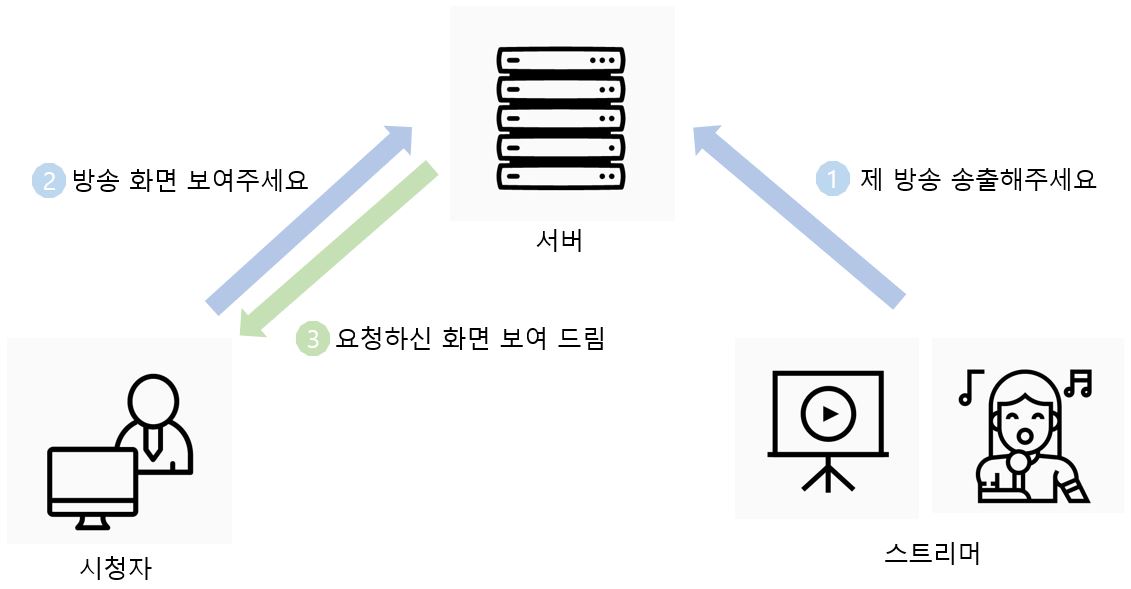 2 방송 화면 보여주세요
1 제 방송 송출해주세요
서버
3 요청하신 화면 보여 드림
스트리머
시청자